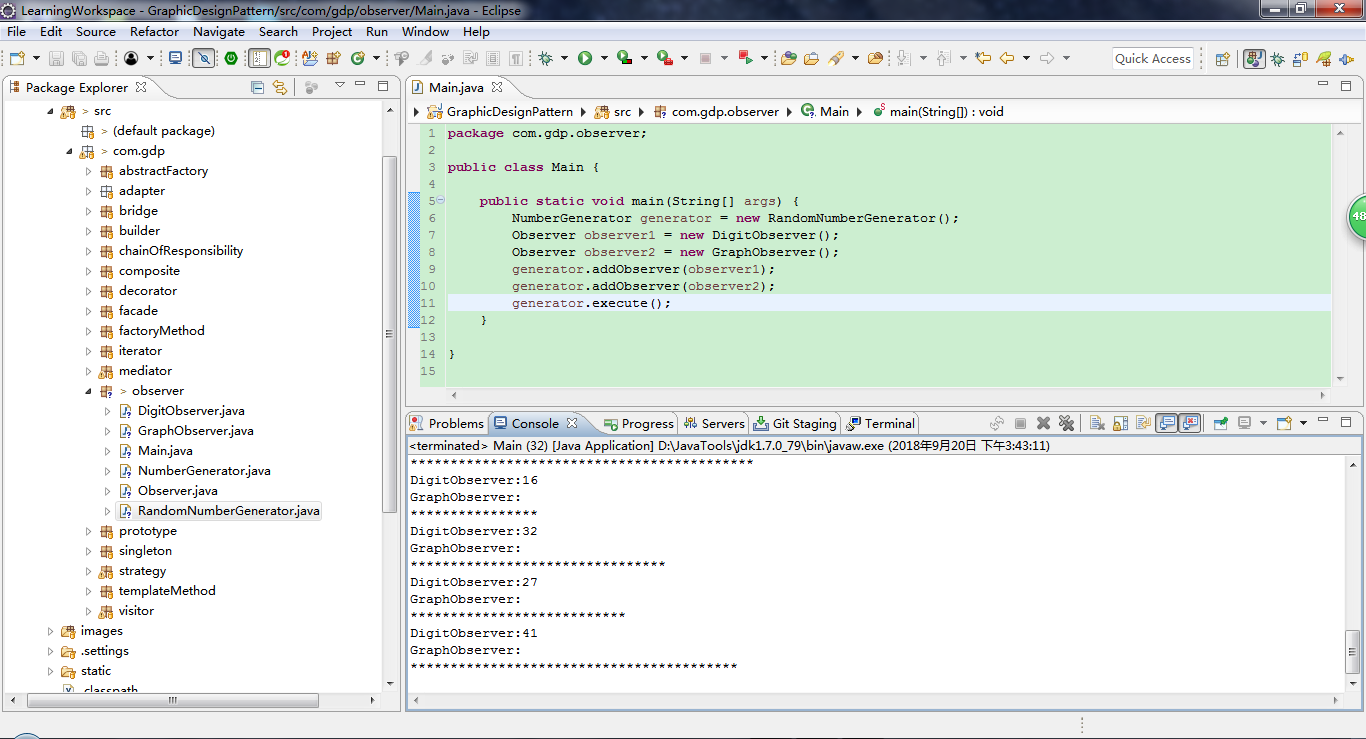 LearningWorkspace - GraphicDesignPattern/src/com/gdp/observer/Main.java - Eclipse
File Edit Source Refactor Navigate Search Project Run Window Help
Quick Access
Package Explorer
> src
> (default package)
> com.gdp
abstractFactory
adapter
bridge
builder
chainOfResponsibility
composite
decorator
facade
factoryMethod
iterator
mediator
> observer
DigitObserver.java
GraphObserver.java
Main.java
NumberGenerator.java
Observer.java
RandomNumberGenerator.java
prototype
singleton
strategy
templateMethod
visitor
images
.settings
static
.classpath
Main.java
GraphicDesignPattern src com.gdp.observer Main main(String[]) : void
1 package com.gdp.observer;
2
3 public class Main {
4
5 public static void main(String[] args) {
6 NumberGenerator generator = new RandomNumberGenerator();
7 Observer observer1 = new DigitObserver();
8 Observer observer2 = new GraphObserver();
9 generator.addObserver(observer1);
10 generator.addObserver(observer2);
11 generator.execute();
12 }
13
14 }
15
48
Problems Console Progress Servers Git Staging Terminal
<terminated> Main (32) [Java Application] D:\JavaTools\jdk1.7.0_79\bin\javaw.exe (2018年9月20日 下午3:43:11)
*******************************************
DigitObserver:16
GraphObserver:
****************
DigitObserver:32
GraphObserver:
********************************
DigitObserver:27
GraphObserver:
***************************
DigitObserver:41
GraphObserver:
*****************************************